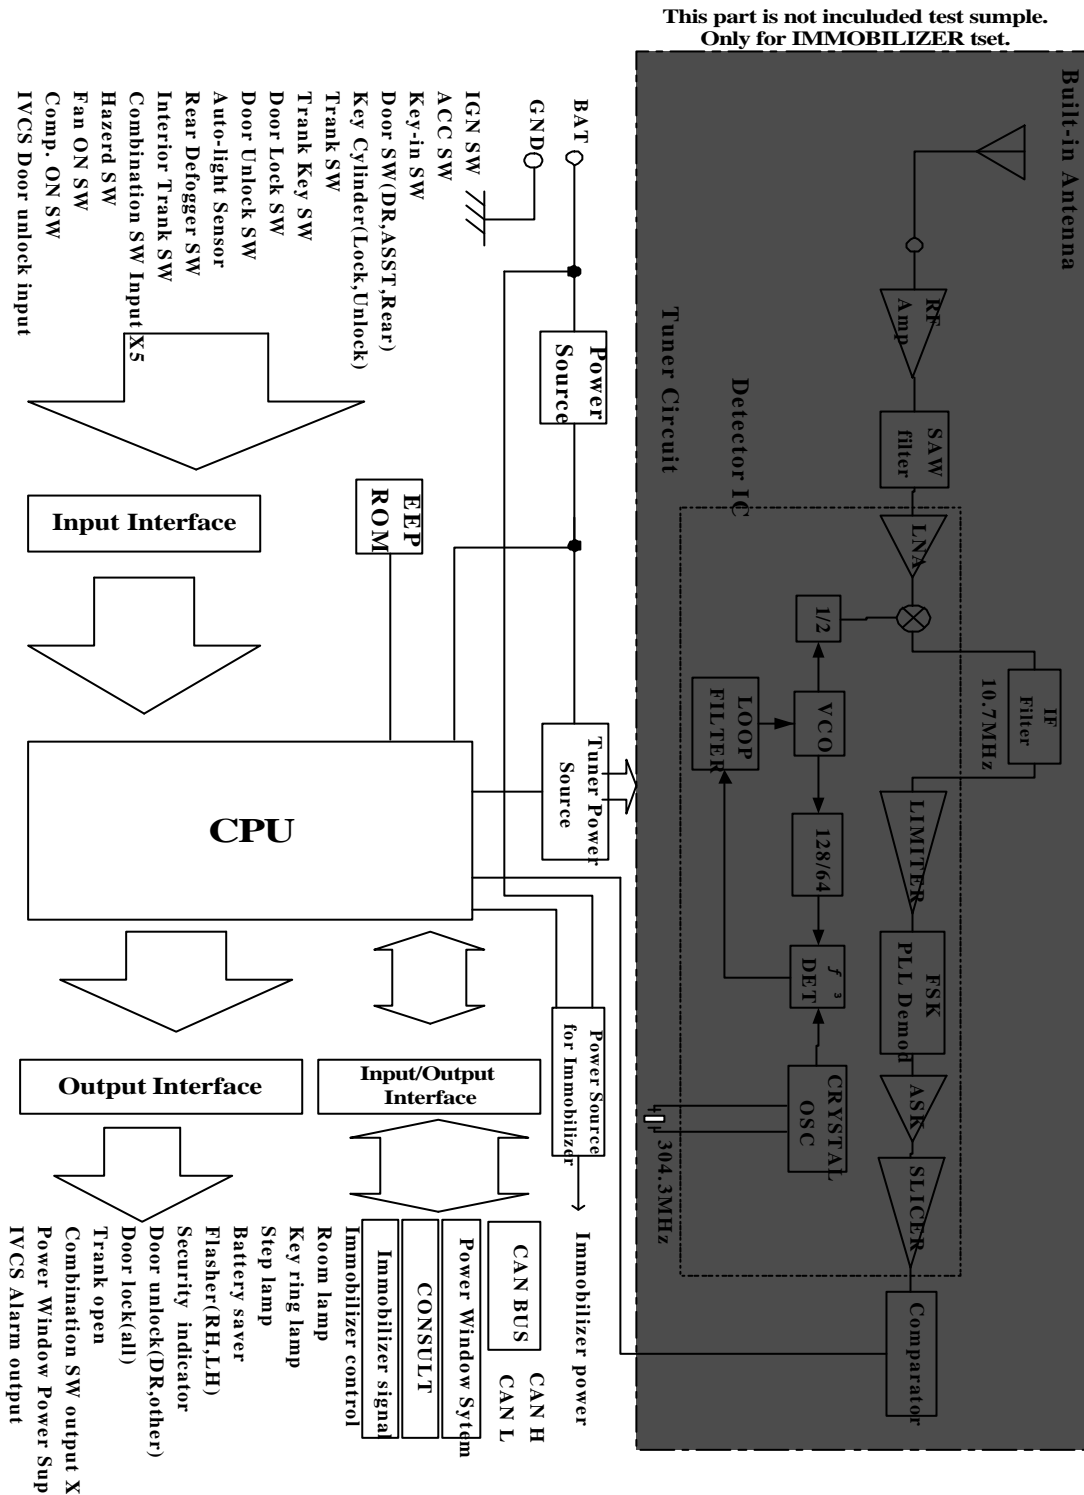 This part is not inculuded test sumple.
Only for IMMOBILIZER tset.
Built-in Antenna
RF
Amp
SAW
filter
Tuner Circuit
Detector IC
LNA
1/2
IF
Filter
10.7MHz
LOOP
FILTER
VCO
128/64
LIMITER
FSK
PLL Demod
f ³
DET
ASK
CRYSTAL
OSC
304.3MHz
SLICER
Comparator
BAT
GND
IGN SW
ACC SW
Key-in SW
Door SW(DR,ASST,Rear)
Key Cylinder(Lock,Unlock)
Trank SW
Trank Key SW
Door Lock SW
Door Unlock SW
Auto-light Sensor
Rear Defogger SW
Interior Trank SW
Combination SW Input X5
Hazerd SW
Fan ON SW
Comp. ON SW
IVCS Door unlock input
Power
Source
EEP
ROM
Input Interface
Tuner Power
Source
CPU
Power Source
for Immobilizer
Output Interface
Input/Output
Interface
Immobilizer power
CAN H
CAN L
CAN BUS
Power Window Sytem
CONSULT
Immobilizer signal
Immobilizer control
Room lamp
Key ring lamp
Step lamp
Battery saver
Flasher(RH,LH)
Security indicator
Door unlock(DR,other)
Door lock(all)
Trank open
Combination SW output X
Power Window Power Sup
IVCS Alarm output